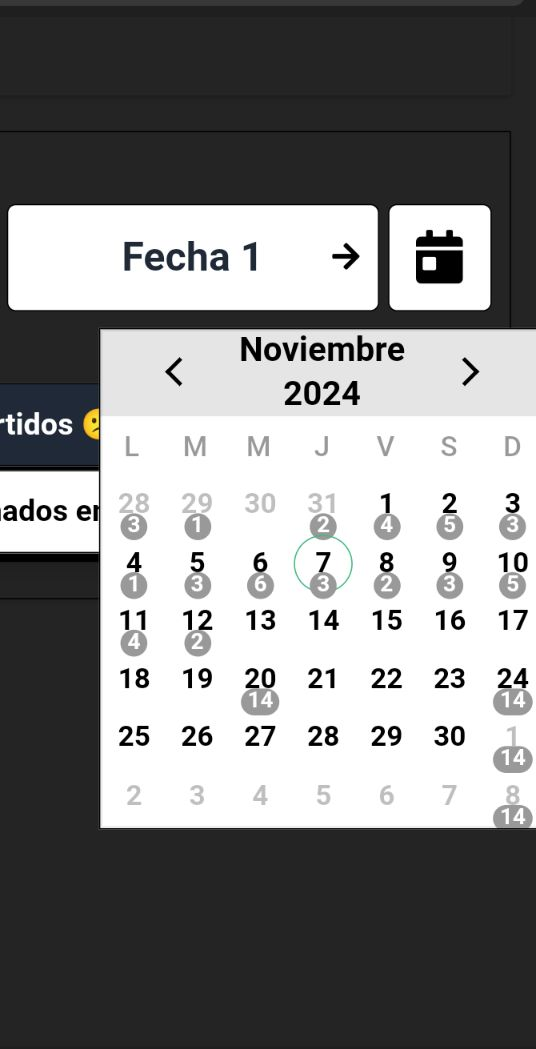 Fecha 1
Noviembre
2024
rtidos
nados en
L M M J V S D
28 29 30 31 1 2 3
3 1 2 4 5 3
4 5 6 7 8 9 10
1 3 6 3 2 3 5
11 12 13 14 15 16 17
4 2
18 19 20 21 22 23 24
14 14
25 26 27 28 29 30 1
14
2 3 4 5 6 7 8
14